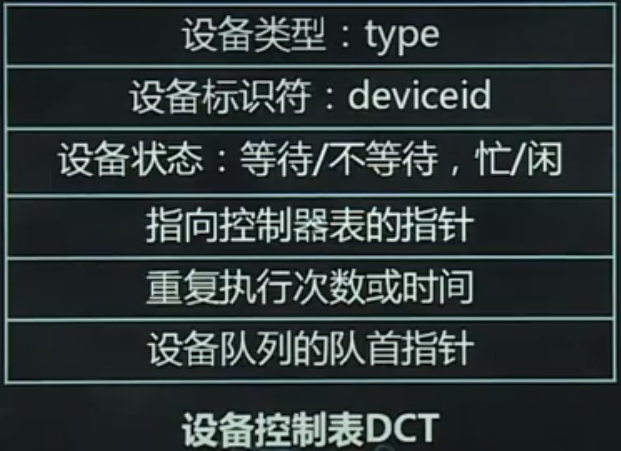 设备类型：type
设备标识符：deviceid
设备状态：等待/不等待，忙/闲
指向控制器表的指针
重复执行次数或时间
设备队列的队首指针
设备控制表DCT